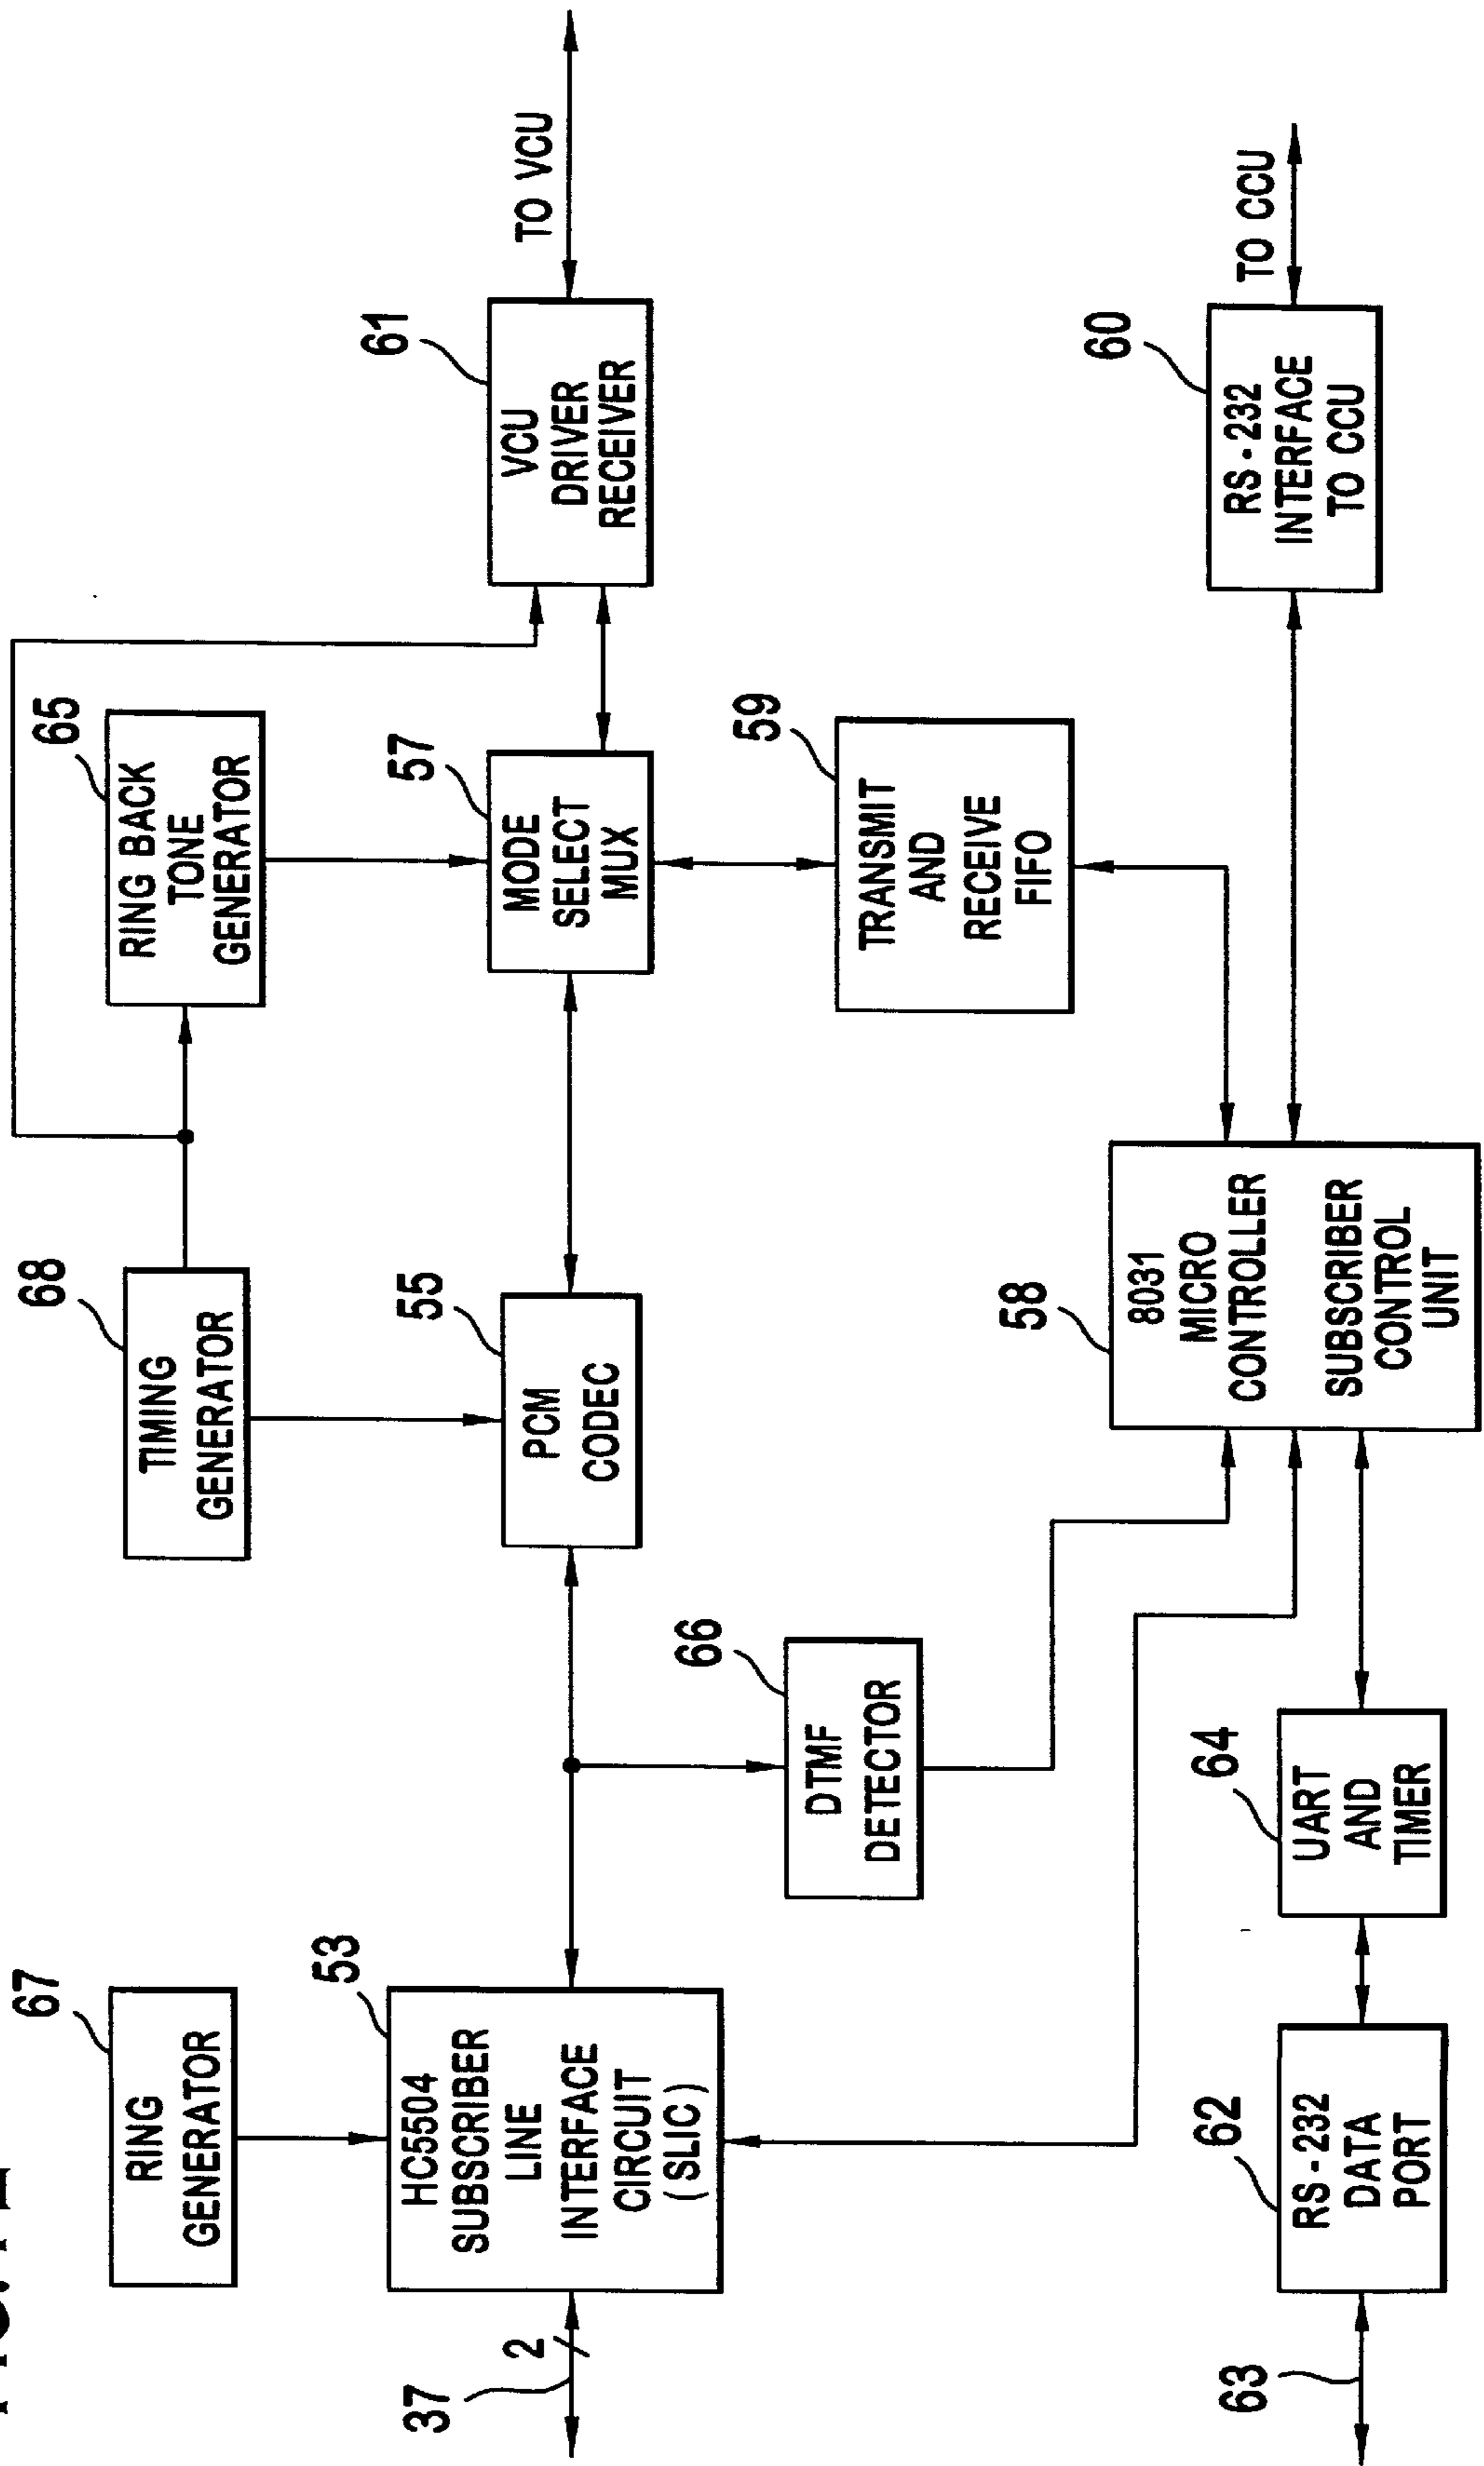 67
RING
GENERATOR
53
HC5504
SUBSCRIBER
LINE
INTERFACE
CIRCUIT
(SLIC)
37
2
68
TIMING
GENERATOR
65
RING BACK
TONE
GENERATOR
55
PCM
CODEC
57
MODE
SELECT
MUX
61
VCU
DRIVER
RECEIVER
TO VCU
66
DTMF
DETECTOR
59
TRANSMIT
AND
RECEIVE
FIFO
58
8031
MICRO
CONTROLLER
SUBSCRIBER
CONTROL
UNIT
60
RS-232
INTERFACE
TO CCU
TO CCU
62
RS-232
DATA
PORT
63
64
UART
AND
TIMER